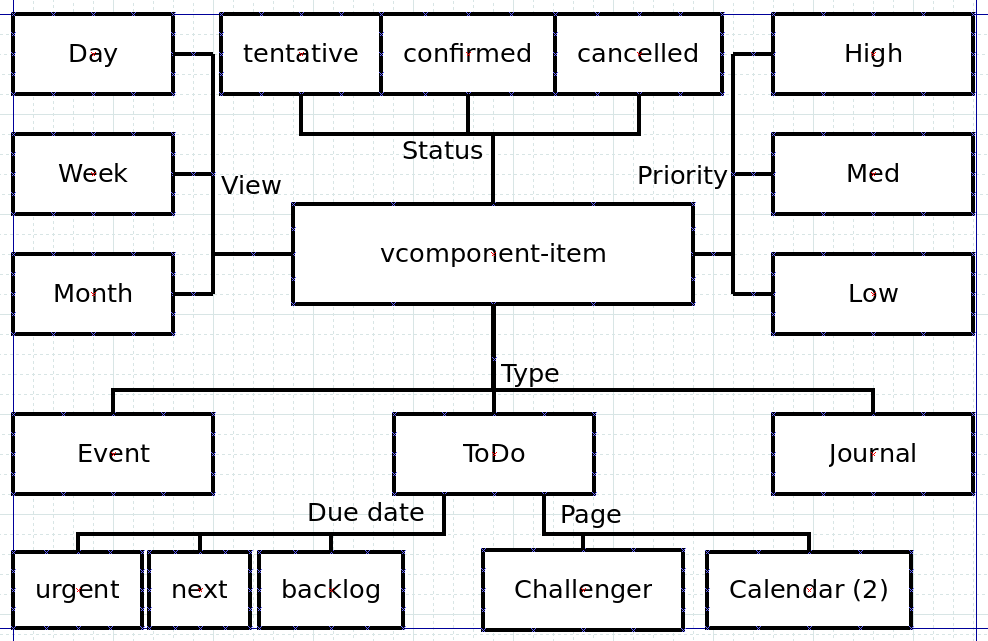 Day
tentative
confirmed
cancelled
High
Status
Week
View
Priority
Med
vcomponent-item
Month
Low
Type
Event
ToDo
Journal
Due date
Page
urgent
next
backlog
Challenger
Calendar (2)